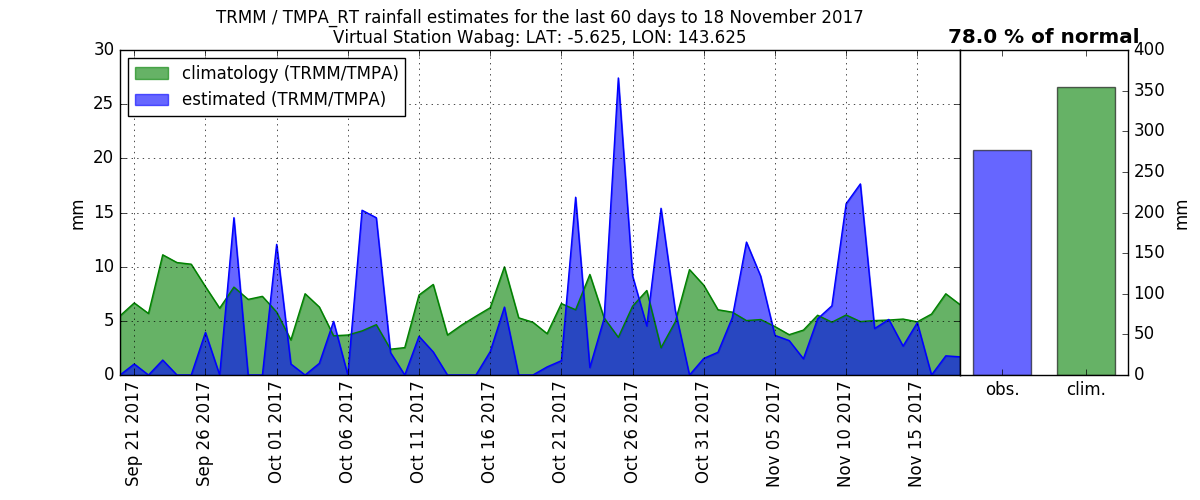 TRMM / TMPA_RT rainfall estimates for the last 60 days to 18 November 2017
Virtual Station Wabag: LAT: -5.625, LON: 143.625
78.0 % of normal
climatology (TRMM/TMPA)
estimated (TRMM/TMPA)
mm
30
25
20
15
10
5
0
Sep 21 2017
Sep 26 2017
Oct 01 2017
Oct 06 2017
Oct 11 2017
Oct 16 2017
Oct 21 2017
Oct 26 2017
Oct 31 2017
Nov 05 2017
Nov 10 2017
Nov 15 2017
obs.
clim.
400
350
300
250
200
150
100
50
0
mm